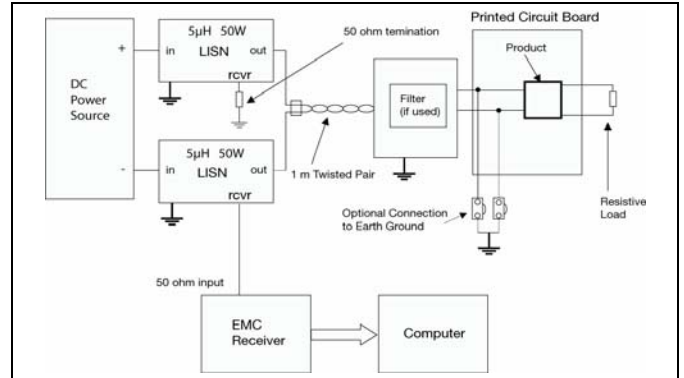 Printed Circuit Board
5µH 50W
LISN
in
out
rcvr
50 ohm temination
Product
+
DC
Power
Source
-
Filter
(if used)
5µH 50W
LISN
in
out
rcvr
1 m Twisted Pair
Optional Connection
to Earth Ground
Resistive
Load
50 ohm input
EMC
Receiver
Computer